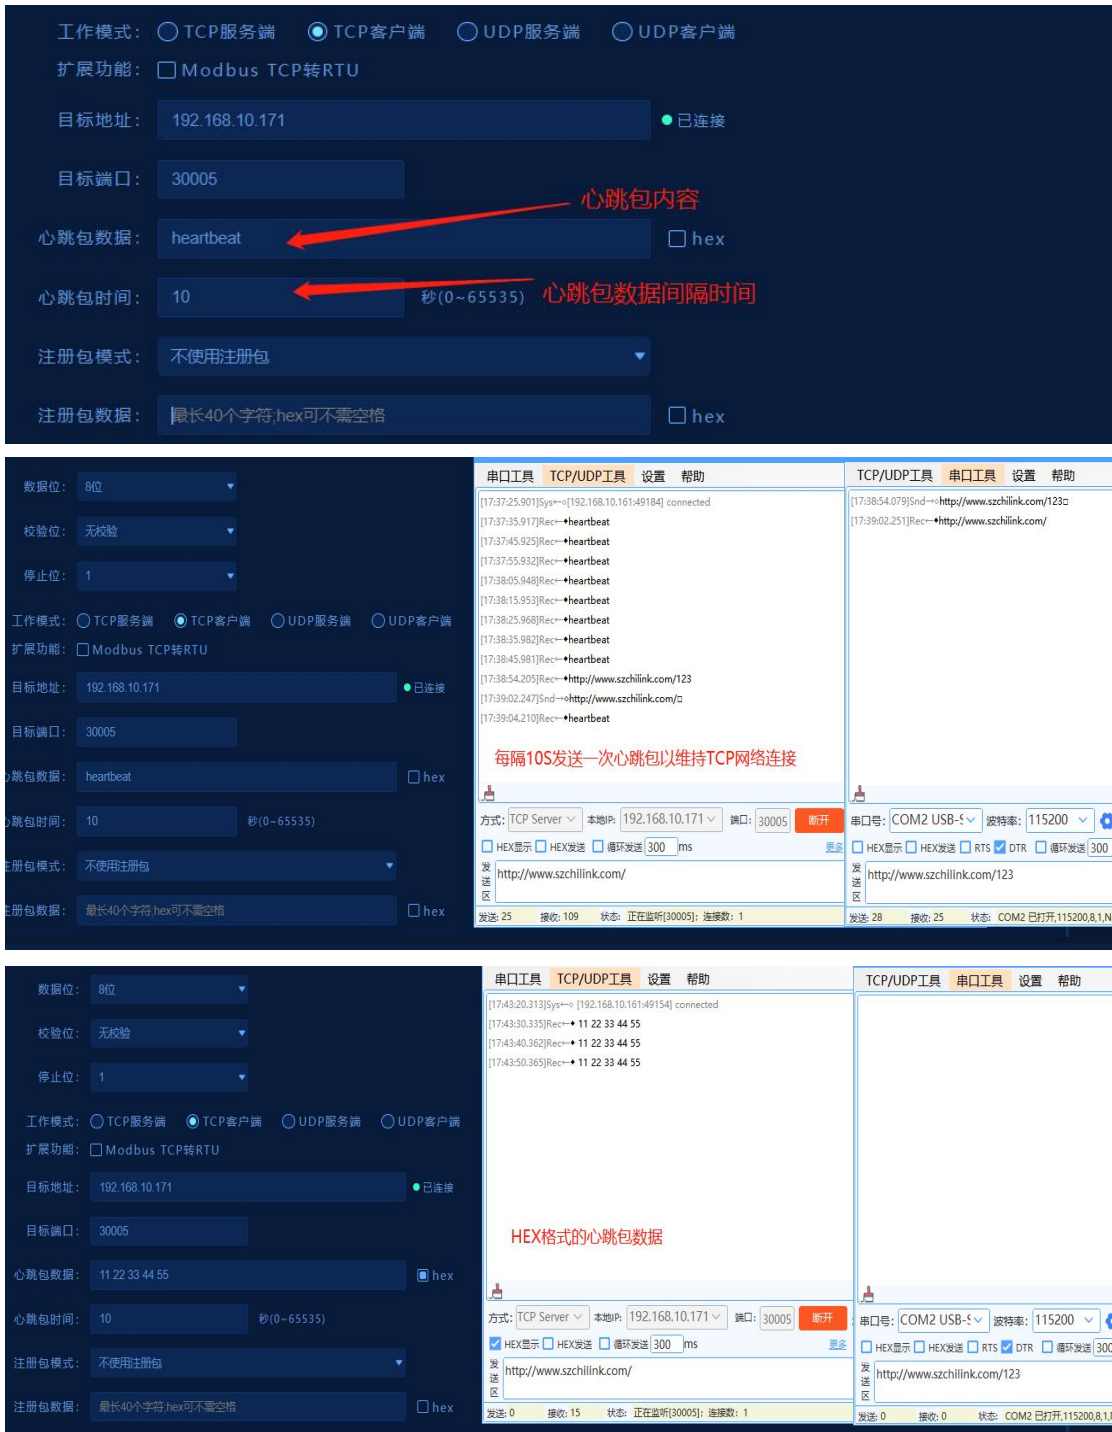 工作模式： TCP服务端 TCP客户端 UDP服务端 UDP客户端
扩展功能： Modbus TCP转RTU
目标地址： 192.168.10.171 已连接
目标端口： 30005
心跳包内容
心跳包数据： heartbeat hex
心跳包时间： 10 秒(0~65535) 心跳包数据间隔时间
注册包模式： 不使用注册包
注册包数据： 最长40个字符,hex可不需空格 hex
数据位： 8位
校验位： 无校验
停止位： 1
工作模式： TCP服务端 TCP客户端 UDP服务端 UDP客户端
扩展功能： Modbus TCP转RTU
目标地址： 192.168.10.171 已连接
目标端口： 30005
心跳包数据： heartbeat hex
心跳包时间： 10 秒(0~65535)
注册包模式： 不使用注册包
注册包数据： 最长40个字符,hex可不需空格 hex
串口工具 TCP/UDP工具 设置 帮助
[17:37:25.901]Sys←◇[192.168.10.161:49184] connected
[17:37:35.917]Rec←♦heartbeat
[17:37:45.925]Rec←♦heartbeat
[17:37:55.932]Rec←♦heartbeat
[17:38:05.948]Rec←♦heartbeat
[17:38:15.953]Rec←♦heartbeat
[17:38:25.968]Rec←♦heartbeat
[17:38:35.982]Rec←♦heartbeat
[17:38:45.981]Rec←♦heartbeat
[17:38:54.205]Rec←♦http://www.szchilink.com/123
[17:39:02.247]Snd→◇http://www.szchilink.com/□
[17:39:04.210]Rec←♦heartbeat
每隔10S发送一次心跳包以维持TCP网络连接
方式： TCP Server 本地IP: 192.168.10.171 端口: 30005 断开
HEX显示 HEX发送 循环发送 300 ms 更多
发送区 http://www.szchilink.com/
发送: 25 接收: 109 状态: 正在监听[30005]; 连接数: 1
TCP/UDP工具 串口工具 设置 帮助
[17:38:54.079]Snd→◇http://www.szchilink.com/123□
[17:39:02.251]Rec←♦http://www.szchilink.com/
串口号: COM2 USB-S 波特率: 115200
HEX显示 HEX发送 RTS DTR 循环发送 300
发送区 http://www.szchilink.com/123
发送: 28 接收: 25 状态: COM2 已打开,115200,8,1,N
数据位： 8位
校验位： 无校验
停止位： 1
工作模式： TCP服务端 TCP客户端 UDP服务端 UDP客户端
扩展功能： Modbus TCP转RTU
目标地址： 192.168.10.171 已连接
目标端口： 30005
心跳包数据： 11 22 33 44 55 hex
心跳包时间： 10 秒(0~65535)
注册包模式： 不使用注册包
注册包数据： 最长40个字符,hex可不需空格 hex
串口工具 TCP/UDP工具 设置 帮助
[17:43:20.313]Sys←◇ [192.168.10.161:49154] connected
[17:43:30.335]Rec←♦ 11 22 33 44 55
[17:43:40.362]Rec←♦ 11 22 33 44 55
[17:43:50.365]Rec←♦ 11 22 33 44 55
HEX格式的心跳包数据
方式： TCP Server 本地IP: 192.168.10.171 端口: 30005 断开
HEX显示 HEX发送 循环发送 300 ms 更多
发送区 http://www.szchilink.com/
发送: 0 接收: 15 状态: 正在监听[30005]; 连接数: 1
TCP/UDP工具 串口工具 设置 帮助
串口号: COM2 USB-S 波特率: 115200
HEX显示 HEX发送 RTS DTR 循环发送 300
发送区 http://www.szchilink.com/123
发送: 0 接收: 0 状态: COM2 已打开,115200,8,1,